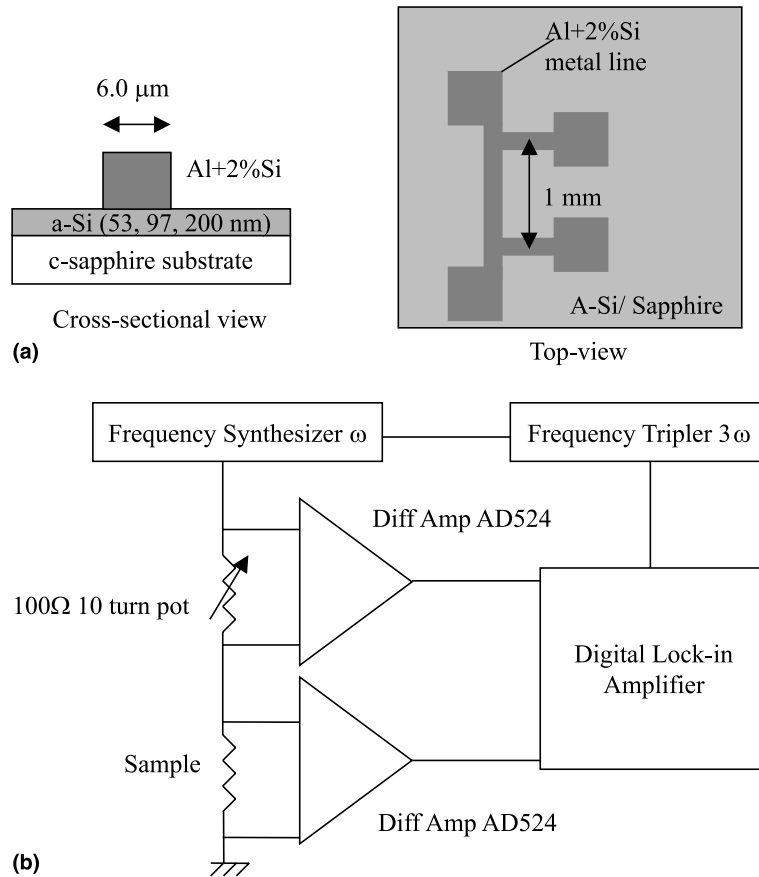 6.0 μm
Al+2%Si
a-Si (53, 97, 200 nm)
c-sapphire substrate
Cross-sectional view
(a)
Al+2%Si
metal line
1 mm
A-Si/ Sapphire
Top-view
Frequency Synthesizer ω
Frequency Tripler 3ω
Diff Amp AD524
100Ω 10 turn pot
Digital Lock-in
Amplifier
Sample
Diff Amp AD524
(b)